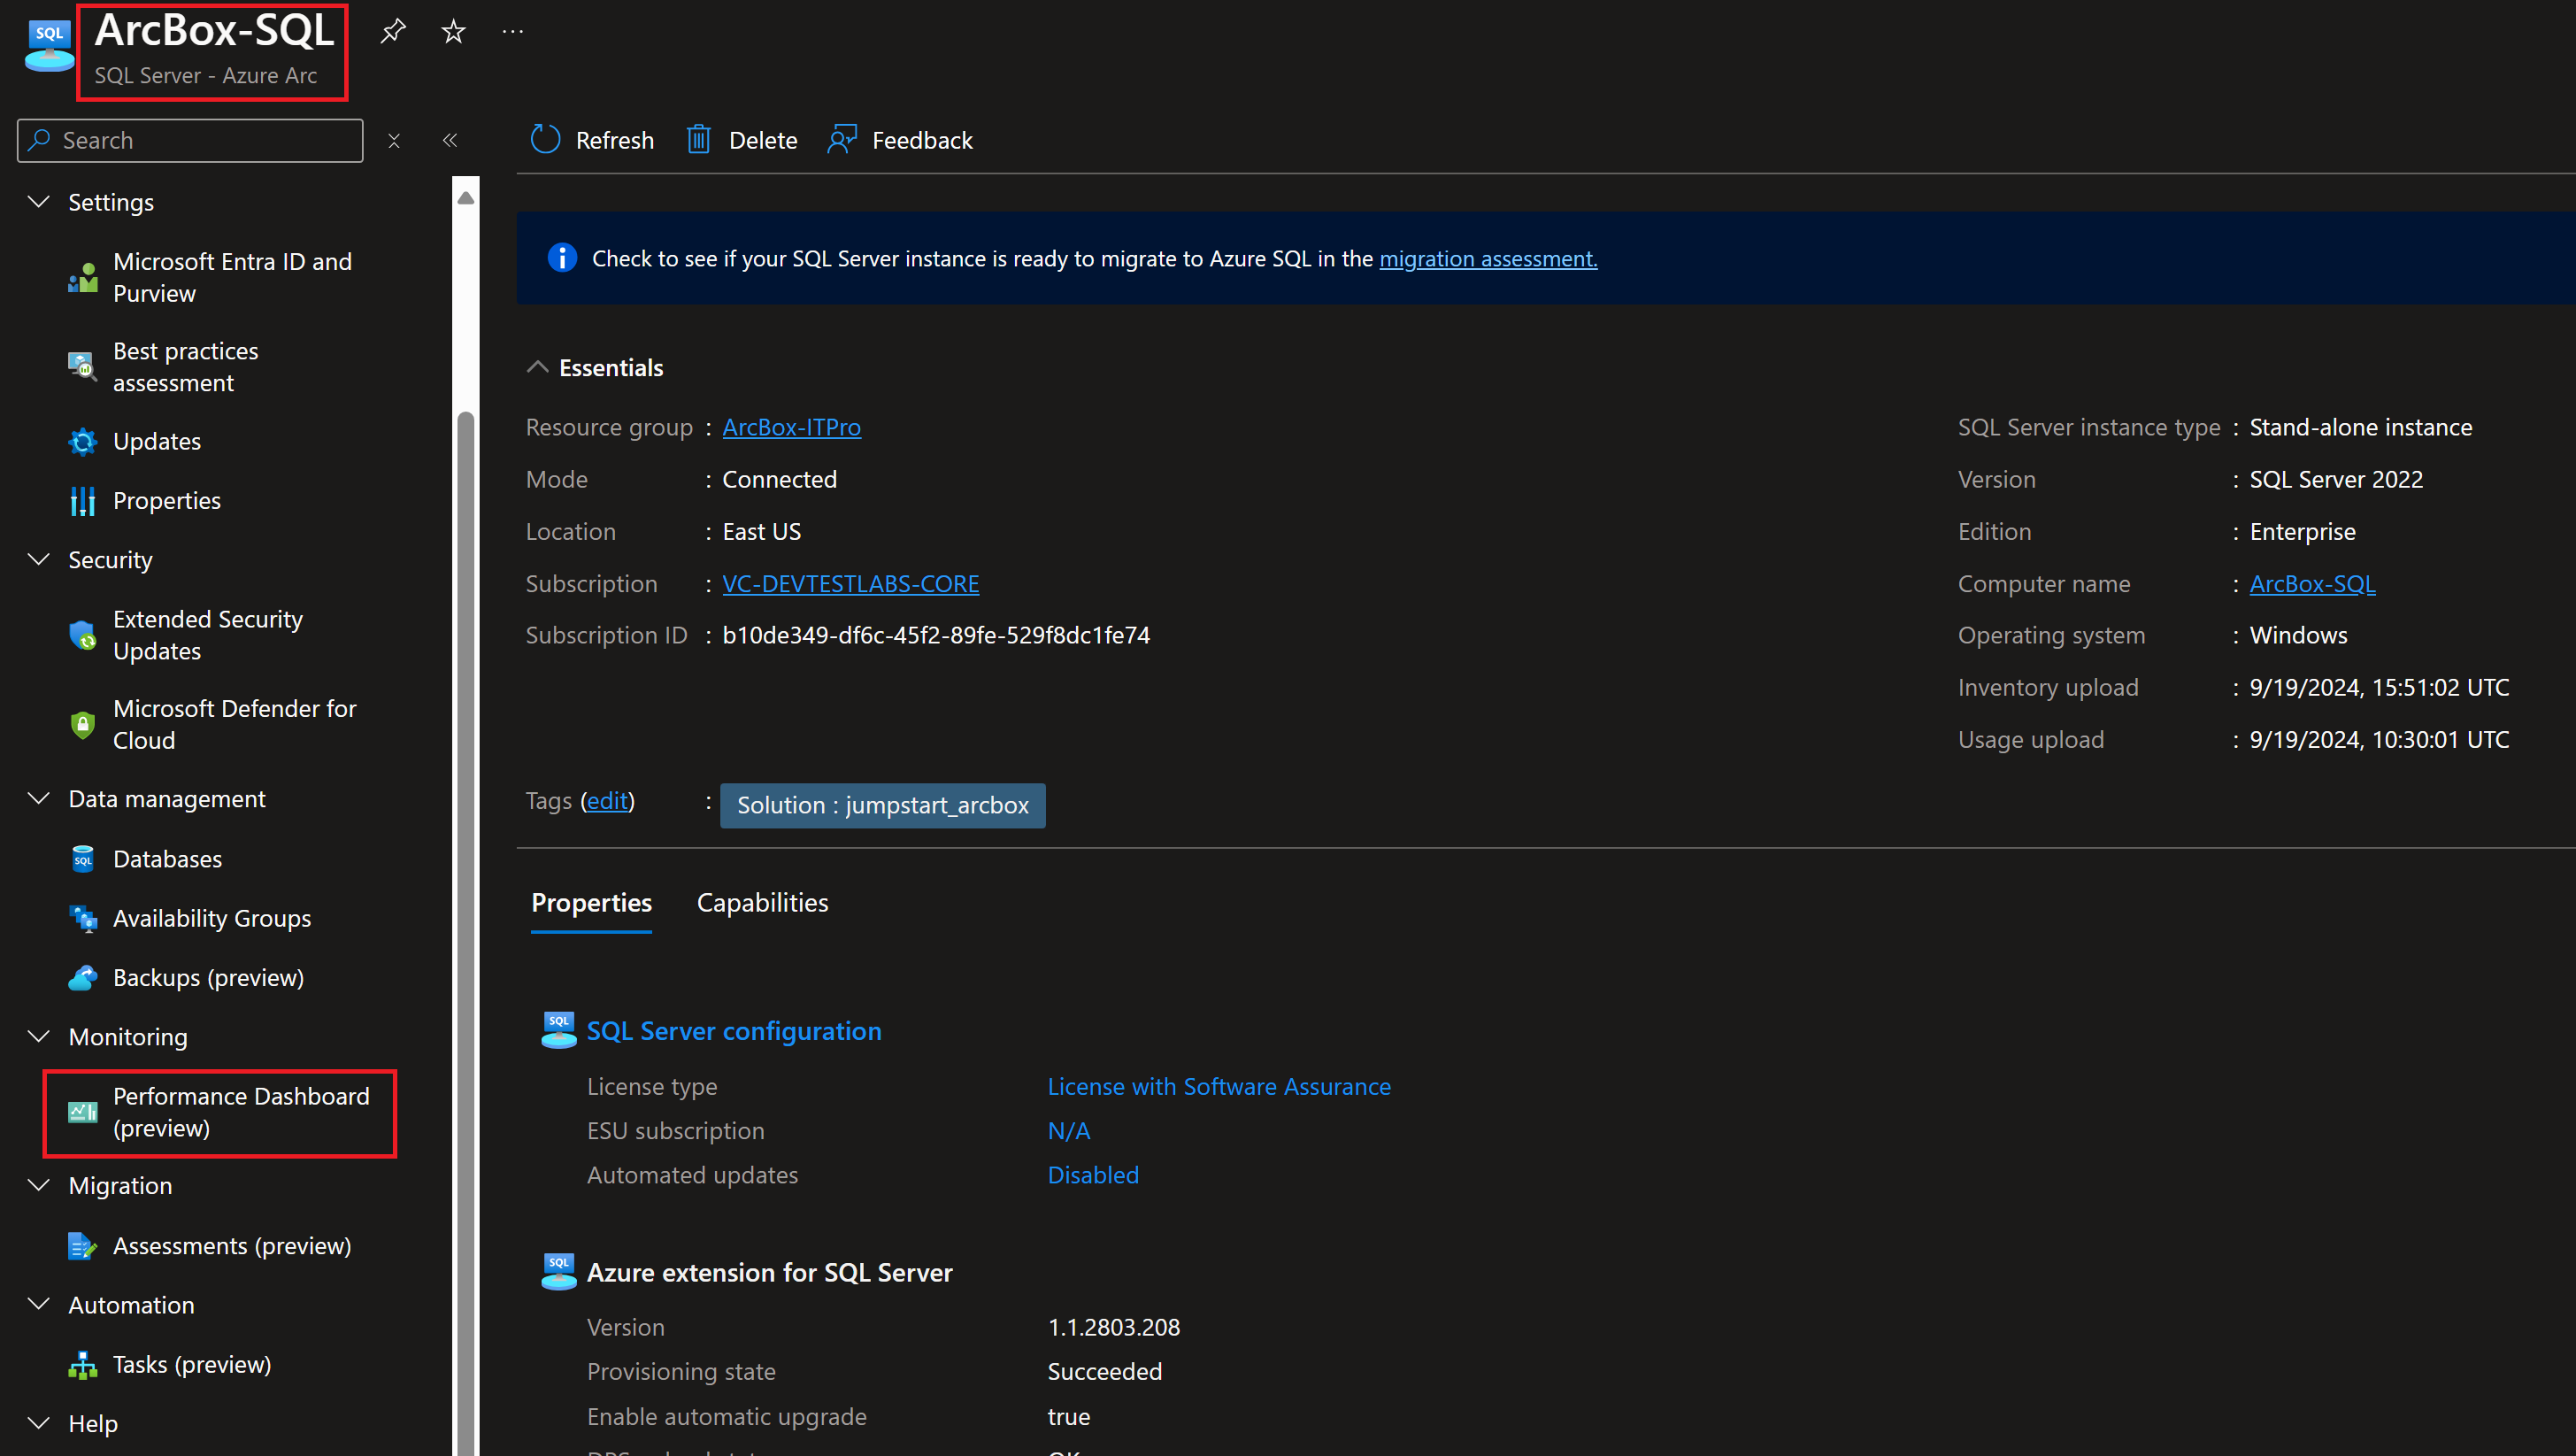 ArcBox-SQL
SQL Server - Azure Arc
Search
Settings
Microsoft Entra ID and
Purview
Best practices
assessment
Updates
Properties
Security
Extended Security
Updates
Microsoft Defender for
Cloud
Data management
Databases
Availability Groups
Backups (preview)
Monitoring
Performance Dashboard
(preview)
Migration
Assessments (preview)
Automation
Tasks (preview)
Help
Refresh
Delete
Feedback
Check to see if your SQL Server instance is ready to migrate to Azure SQL in the migration assessment.
Essentials
Resource group : ArcBox-ITPro
Mode : Connected
Location : East US
Subscription : VC-DEVTESTLABS-CORE
Subscription ID : b10de349-df6c-45f2-89fe-529f8dc1fe74
SQL Server instance type : Stand-alone instance
Version : SQL Server 2022
Edition : Enterprise
Computer name : ArcBox-SQL
Operating system : Windows
Inventory upload : 9/19/2024, 15:51:02 UTC
Usage upload : 9/19/2024, 10:30:01 UTC
Tags (edit) : Solution : jumpstart_arcbox
Properties
Capabilities
SQL Server configuration
License type License with Software Assurance
ESU subscription N/A
Automated updates Disabled
Azure extension for SQL Server
Version 1.1.2803.208
Provisioning state Succeeded
Enable automatic upgrade true